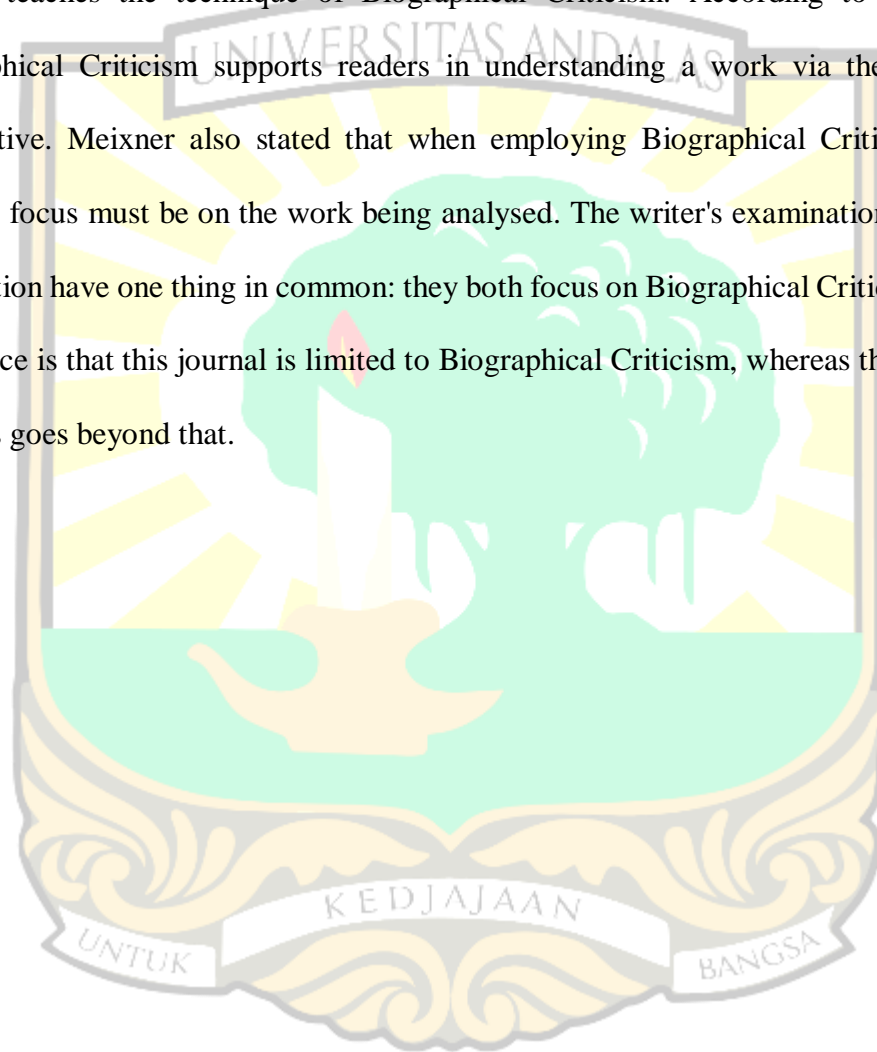 teaches the technique of Biographical Criticism. According to
UNIVERSITAS ANDALAS
phical Criticism supports readers in understanding a work via the
tive. Meixner also stated that when employing Biographical Criti
focus must be on the work being analysed. The writer's examination
tion have one thing in common: they both focus on Biographical Critic
ce is that this journal is limited to Biographical Criticism, whereas th
s goes beyond that.
KEDJAJAAN
UNTUK
BANGSA